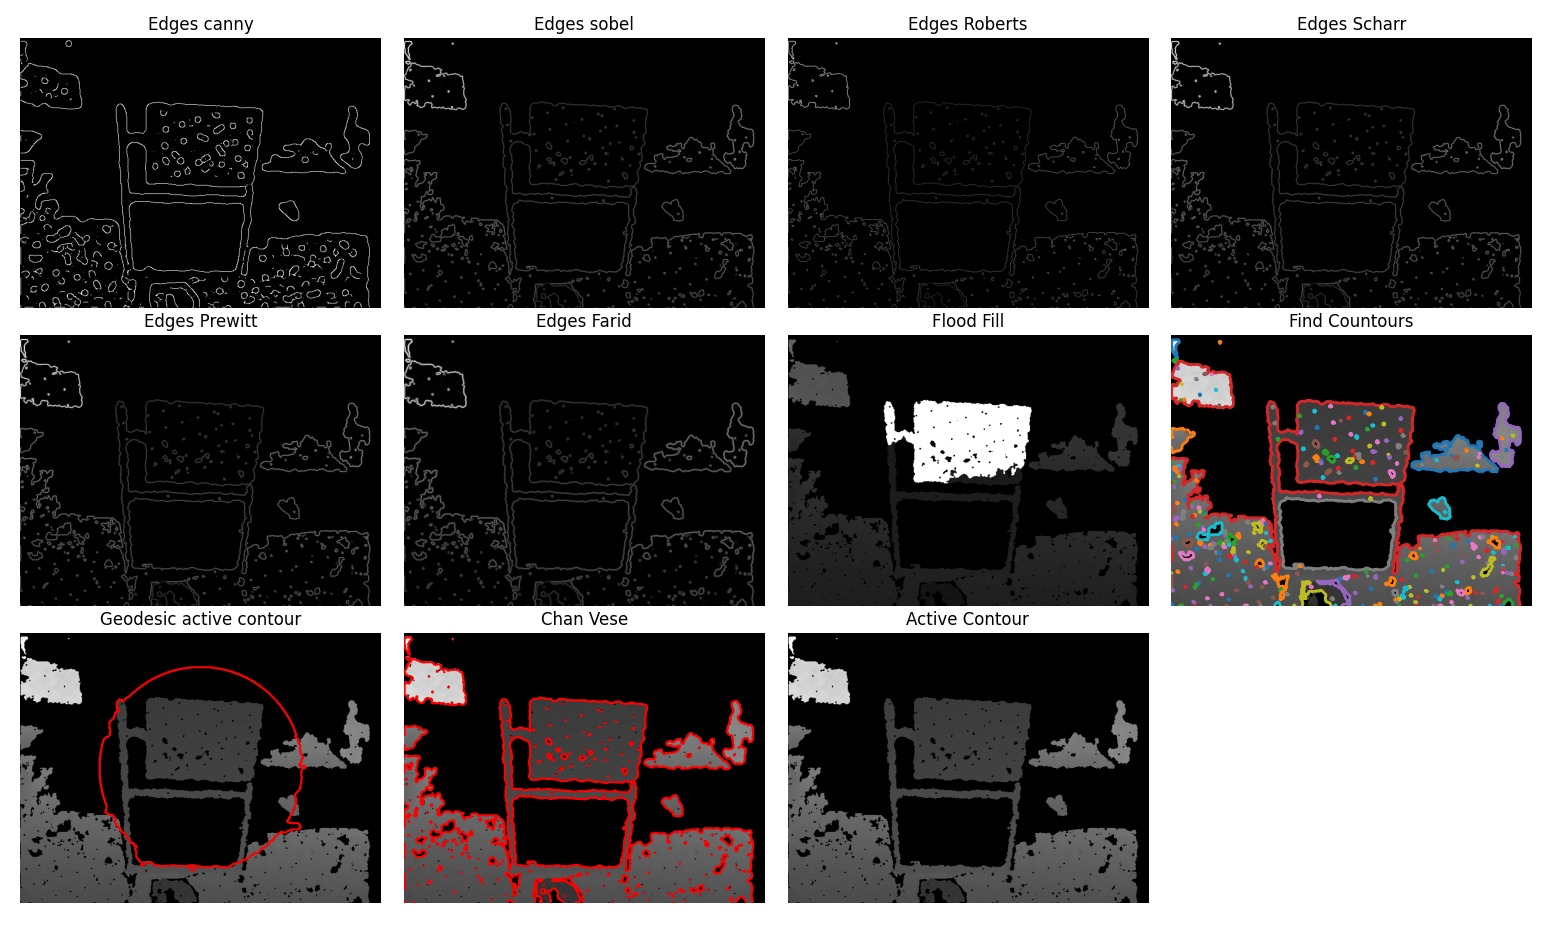 Edges canny
Edges sobel
Edges Roberts
Edges Scharr
Edges Prewitt
Edges Farid
Flood Fill
Find Countours
Geodesic active contour
Chan Vese
Active Contour